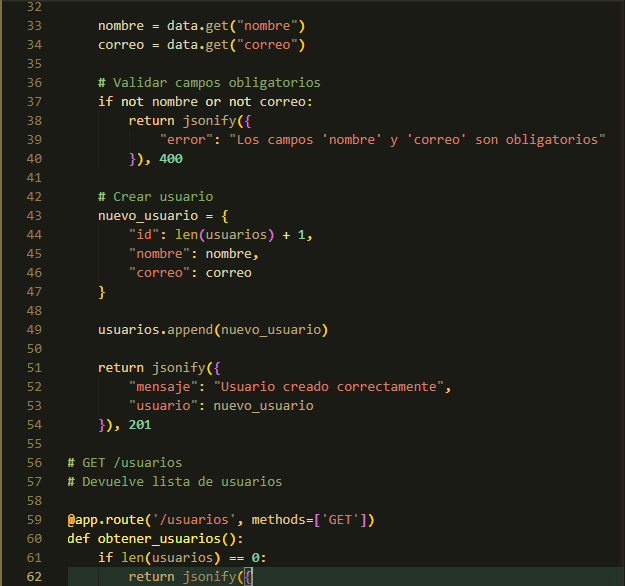 32
33 nombre = data.get("nombre")
34 correo = data.get("correo")
35
36 # Validar campos obligatorios
37 if not nombre or not correo:
38 return jsonify({
39 "error": "Los campos 'nombre' y 'correo' son obligatorios"
40 }), 400
41
42 # Crear usuario
43 nuevo_usuario = {
44 "id": len(usuarios) + 1,
45 "nombre": nombre,
46 "correo": correo
47 }
48
49 usuarios.append(nuevo_usuario)
50
51 return jsonify({
52 "mensaje": "Usuario creado correctamente",
53 "usuario": nuevo_usuario
54 }), 201
55
56 # GET /usuarios
57 # Devuelve lista de usuarios
58
59 @app.route('/usuarios', methods=['GET'])
60 def obtener_usuarios():
61 if len(usuarios) == 0:
62 return jsonify({